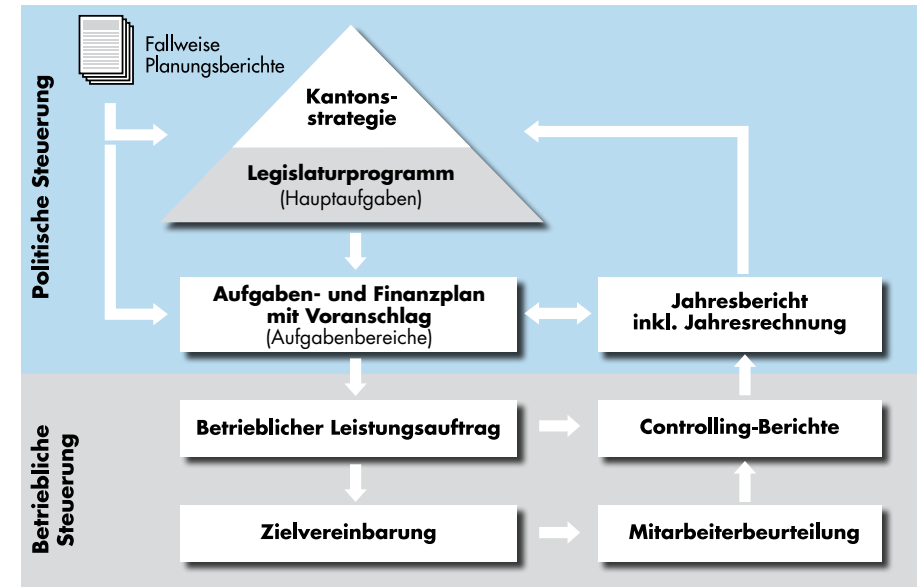 Fallweise
Planungsberichte
Kantons-
strategie
Legislaturprogramm
(Hauptaufgaben)
Politische Steuerung
Aufgaben- und Finanzplan
mit Voranschlag
(Aufgabenbereiche)
Jahresbericht
inkl. Jahresrechnung
Betriebliche
Steuerung
Betrieblicher Leistungsauftrag
Controlling-Berichte
Zielvereinbarung
Mitarbeiterbeurteilung